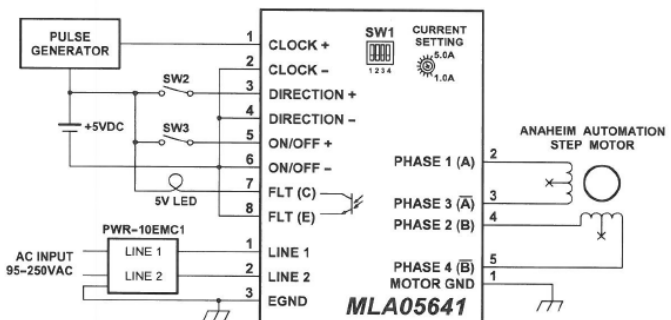 PULSE
GENERATOR
+5VDC
SW2
SW3
5V LED
PWR-10EMC1
LINE 1
LINE 2
AC INPUT
95-250VAC
1 CLOCK +
2 CLOCK -
3 DIRECTION +
4 DIRECTION -
5 ON/OFF +
6 ON/OFF -
7 FLT (C)
8 FLT (E)
1 LINE 1
2 LINE 2
3 EGND
SW1
1 2 3 4
CURRENT
SETTING
5.0A
1.0A
PHASE 1 (A) 2
PHASE 3 (A̅) 3
PHASE 2 (B) 4
PHASE 4 (B̅) 5
MOTOR GND 1
MLA05641
ANAHEIM AUTOMATION
STEP MOTOR